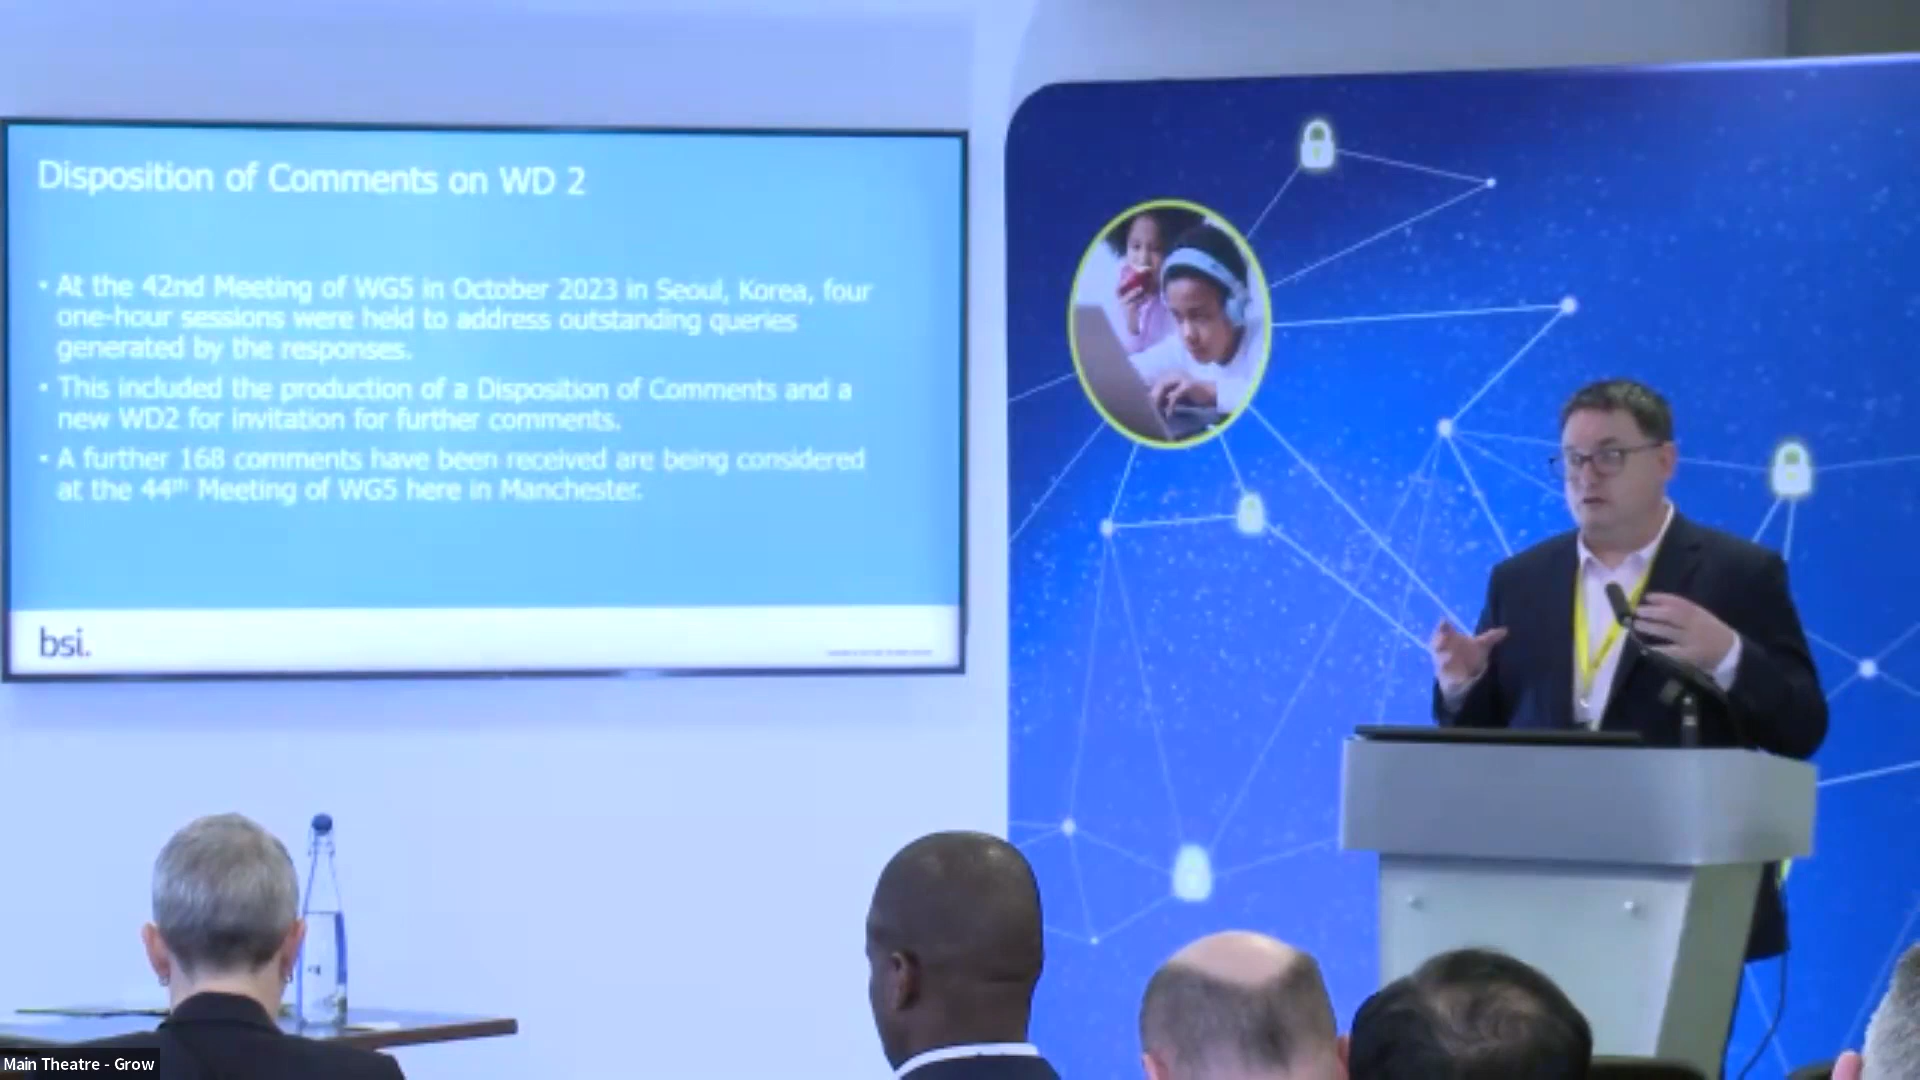 Disposition of Comments on WD 2
• At the 42nd Meeting of WG5 in October 2023 in Seoul, Korea, four
one-hour sessions were held to address outstanding queries
generated by the responses.
• This included the production of a Disposition of Comments and a
new WD2 for invitation for further comments.
• A further 168 comments have been received are being considered
at the 44th Meeting of WG5 here in Manchester.
bsi.
Main Theatre - Grow